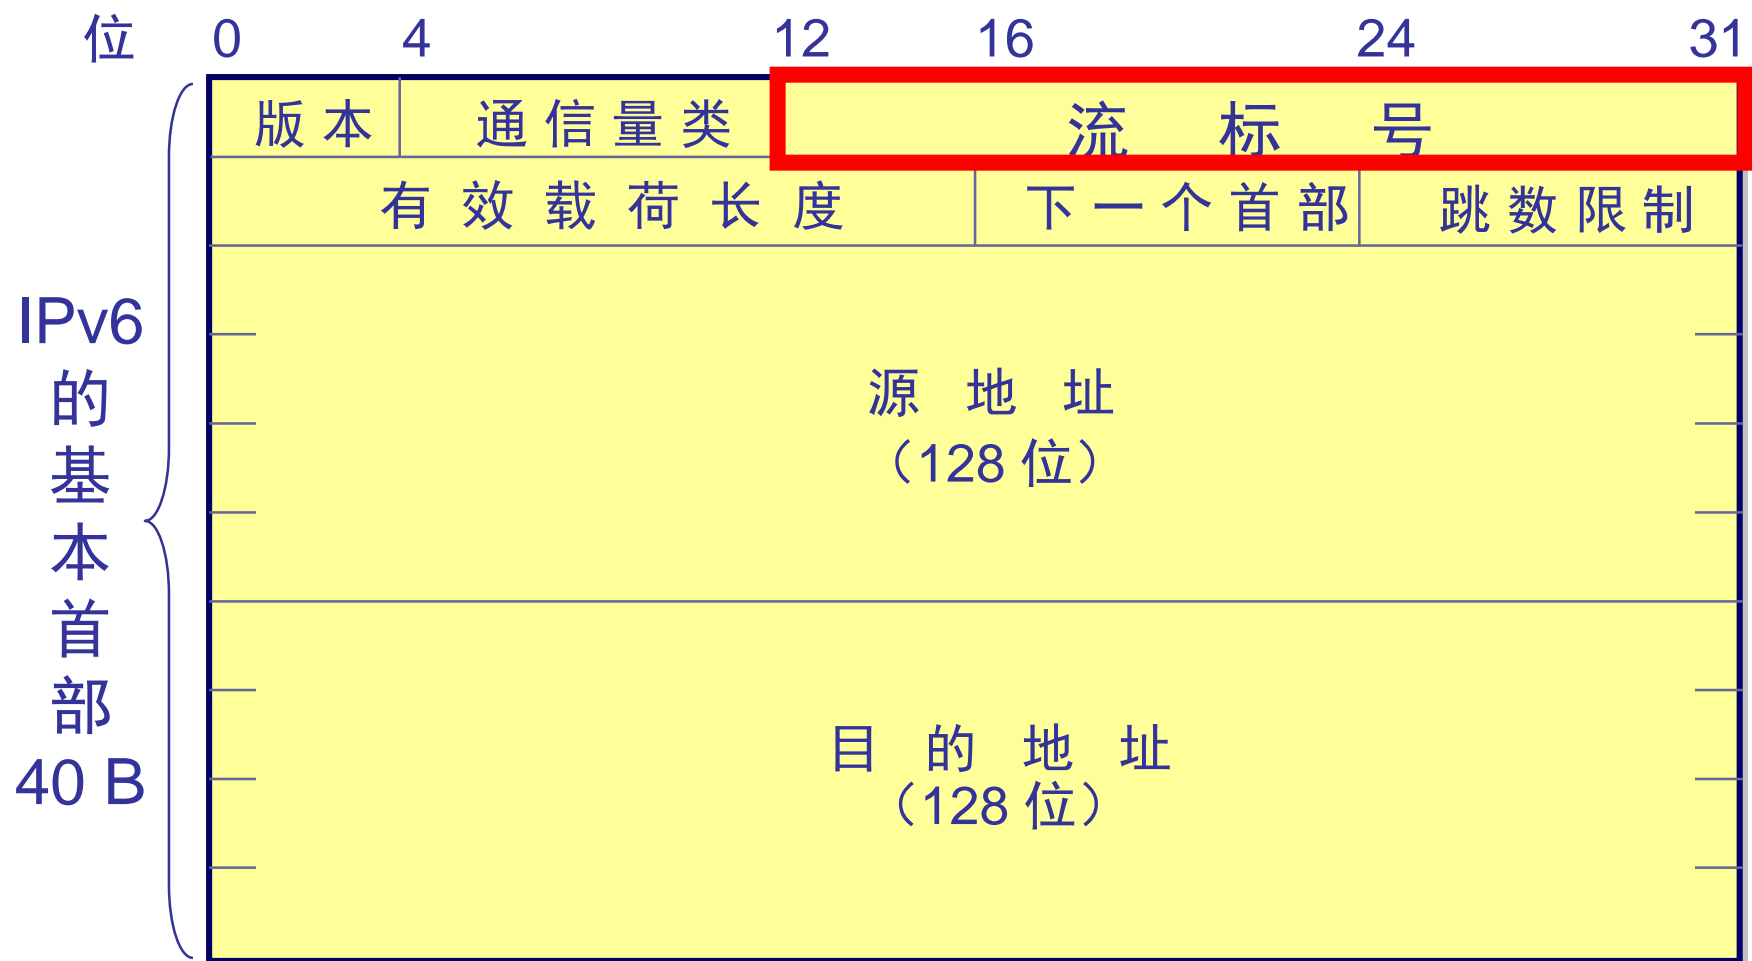 位 0 4 12 16 24 31
版本 通信量类 流标号
有效载荷长度 下一个首部 跳数限制
IPv6
的
基
本
首
部
40 B
源地址
（128 位）
目的地址
（128 位）